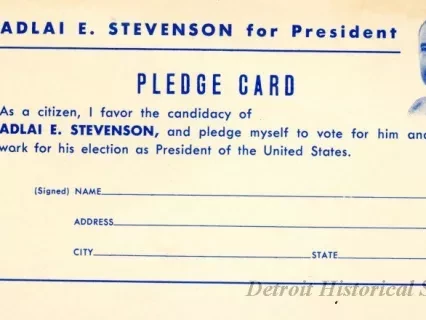 ADLAI E. STEVENSON for President
PLEDGE CARD
As a citizen, I favor the candidacy of
ADLAI E. STEVENSON, and pledge myself to vote for him and
work for his election as President of the United States.
(Signed) NAME
ADDRESS
CITY STATE
Detroit Historical S